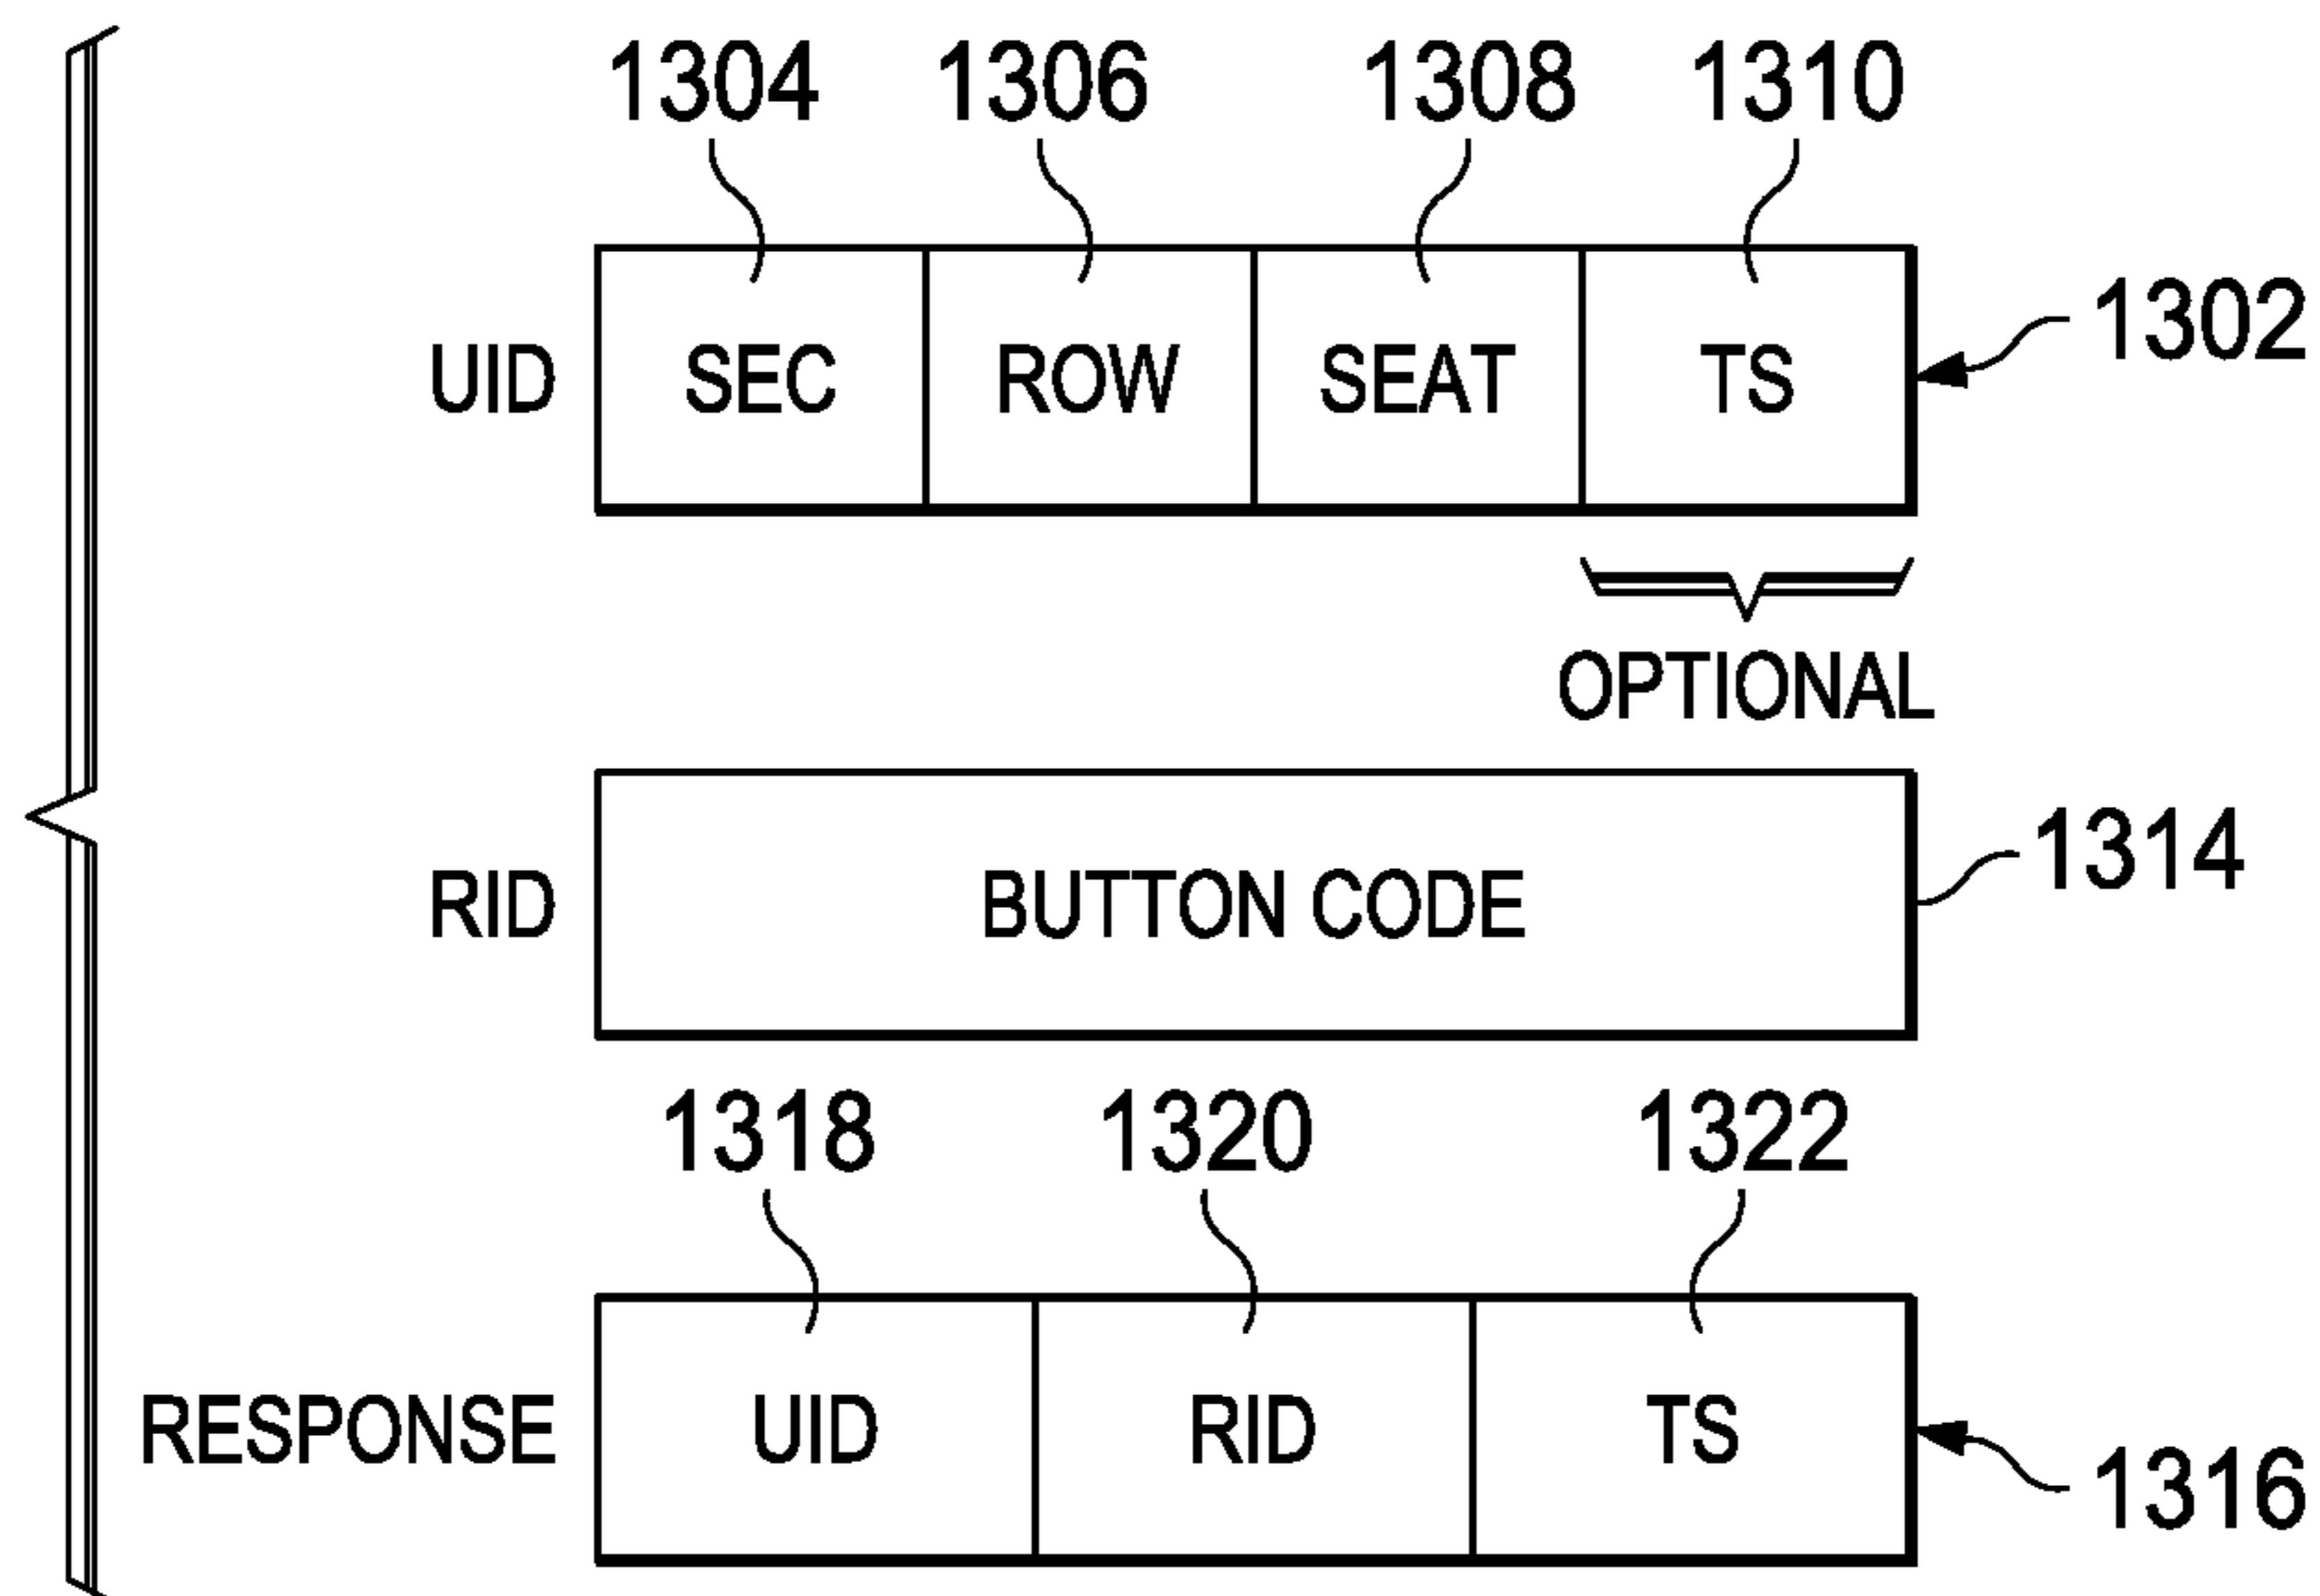 1304 1306 1308 1310
UID SEC ROW SEAT TS 1302
OPTIONAL
RID BUTTON CODE 1314
1318 1320 1322
RESPONSE UID RID TS 1316